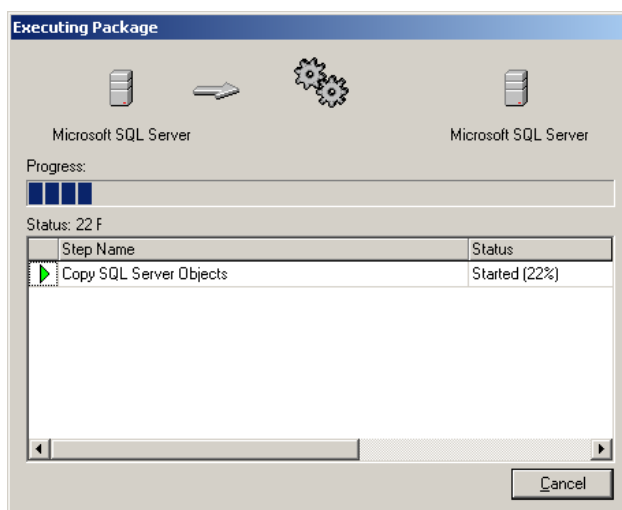 Executing Package
Microsoft SQL Server Microsoft SQL Server
Progress:
Status: 22 F
Step Name Status
Copy SQL Server Objects Started (22%)
Cancel